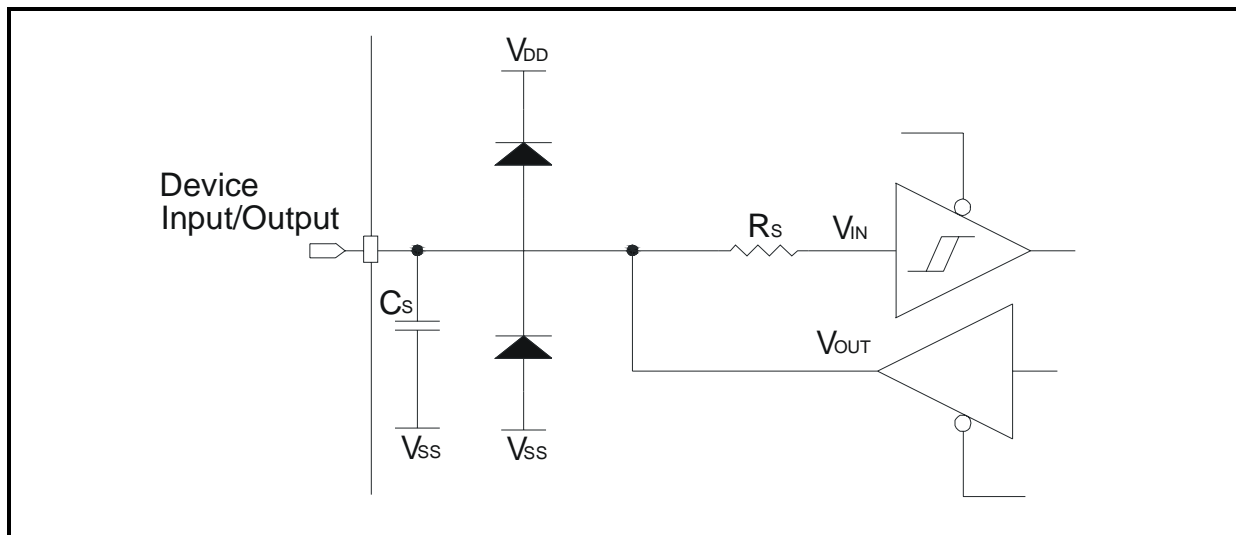 VDD
Device
Input/Output
RS
VIN
CS
VOUT
VSS
VSS